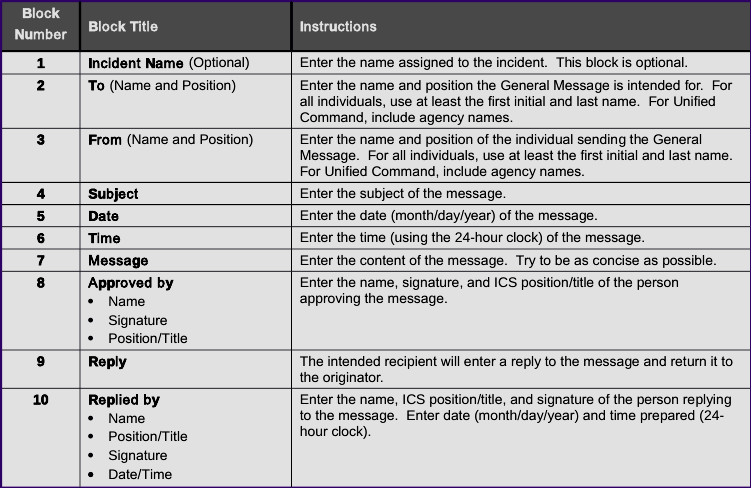 Block Number Block Title Instructions
1 Incident Name (Optional) Enter the name assigned to the incident.  This block is optional.
2 To (Name and Position) Enter the name and position the General Message is intended for.  For
all individuals, use at least the first initial and last name.  For Unified
Command, include agency names.
3 From (Name and Position) Enter the name and position of the individual sending the General
Message.  For all individuals, use at least the first initial and last name.
For Unified Command, include agency names.
4 Subject Enter the subject of the message.
5 Date Enter the date (month/day/year) of the message.
6 Time Enter the time (using the 24-hour clock) of the message.
7 Message Enter the content of the message.  Try to be as concise as possible.
8 Approved by Enter the name, signature, and ICS position/title of the person
• Name approving the message.
• Signature
• Position/Title
9 Reply The intended recipient will enter a reply to the message and return it to
the originator.
10 Replied by Enter the name, ICS position/title, and signature of the person replying
• Name to the message.  Enter date (month/day/year) and time prepared (24-
• Position/Title hour clock).
• Signature
• Date/Time